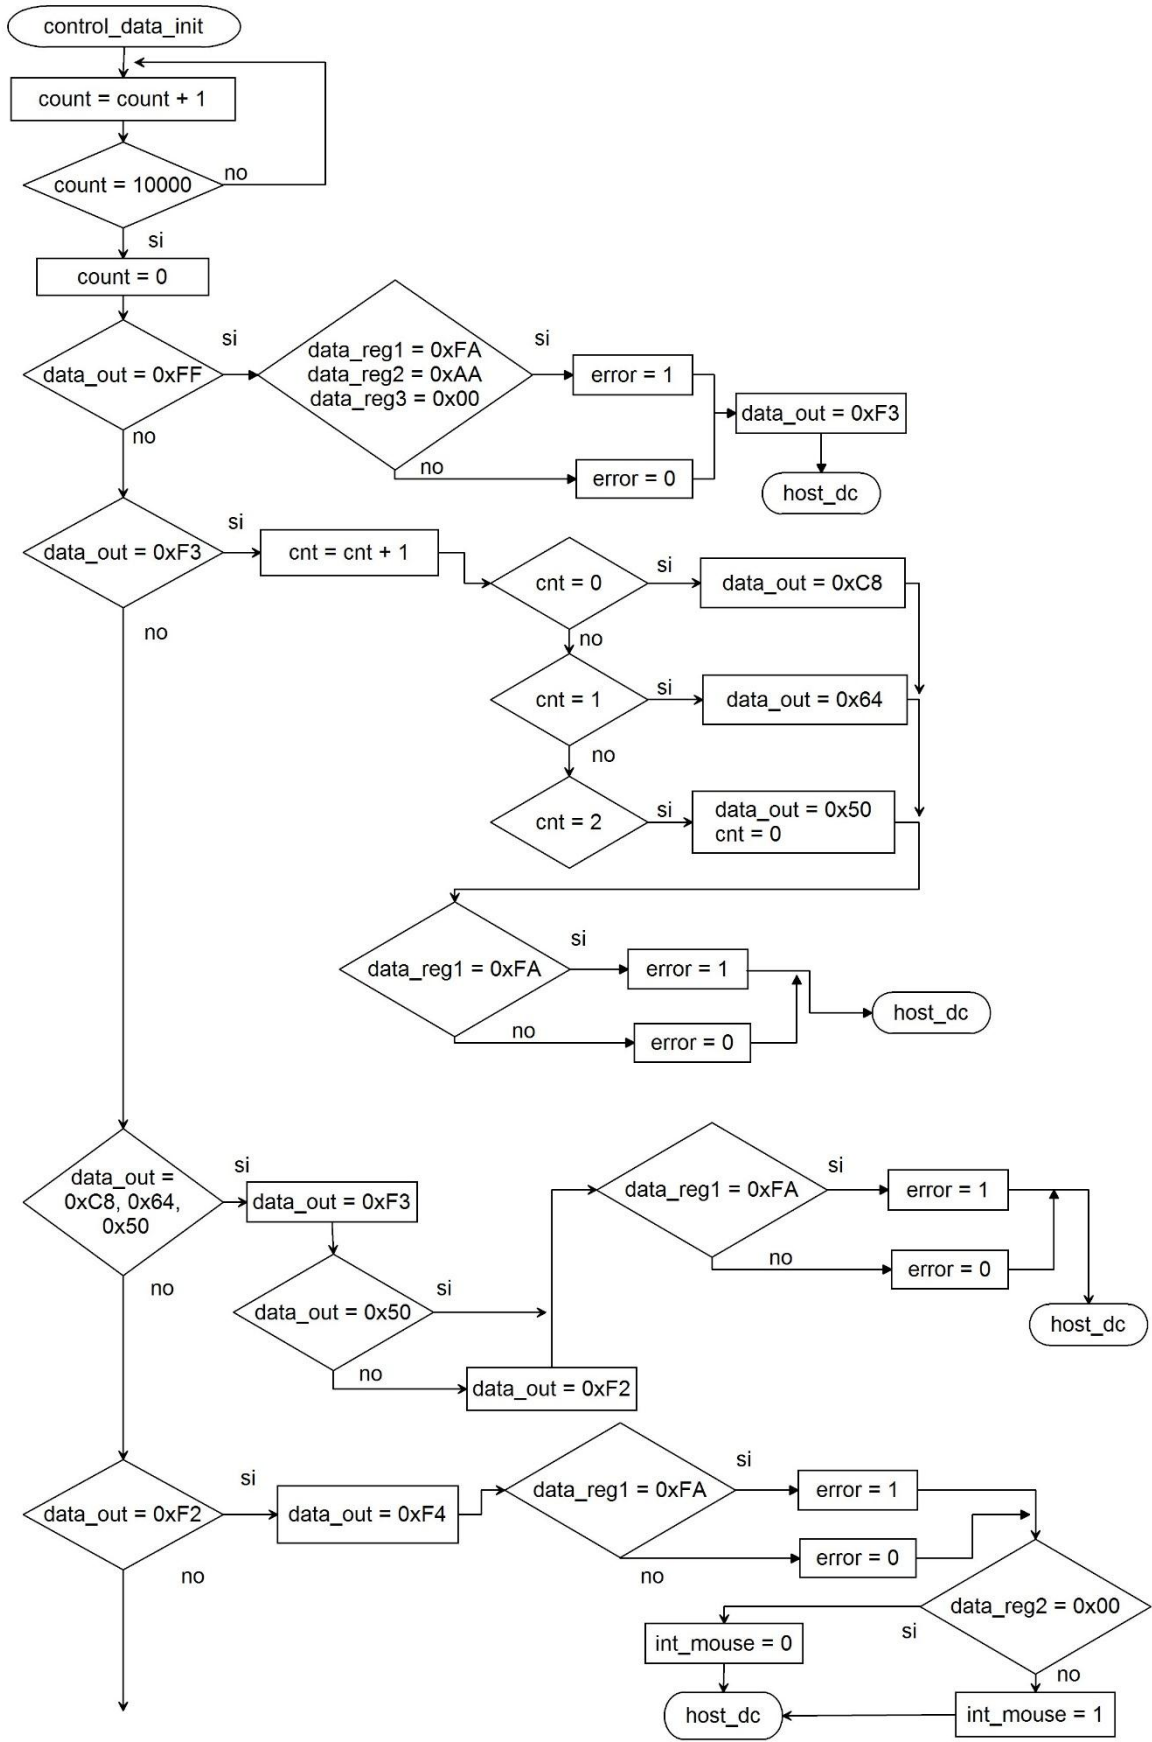 control_data_init
count = count + 1
count = 10000
no
si
count = 0
data_out = 0xFF
si
data_reg1 = 0xFA
data_reg2 = 0xAA
data_reg3 = 0x00
si
error = 1
data_out = 0xF3
no
no
error = 0
host_dc
data_out = 0xF3
si
cnt = cnt + 1
cnt = 0
si
data_out = 0xC8
no
no
cnt = 1
si
data_out = 0x64
no
cnt = 2
si
data_out = 0x50
cnt = 0
data_reg1 = 0xFA
si
error = 1
host_dc
no
error = 0
data_out =
0xC8, 0x64,
0x50
si
data_out = 0xF3
data_reg1 = 0xFA
si
error = 1
no
error = 0
no
data_out = 0x50
si
host_dc
no
data_out = 0xF2
data_out = 0xF2
si
data_out = 0xF4
data_reg1 = 0xFA
si
error = 1
no
error = 0
no
data_reg2 = 0x00
si
int_mouse = 0
no
host_dc
int_mouse = 1